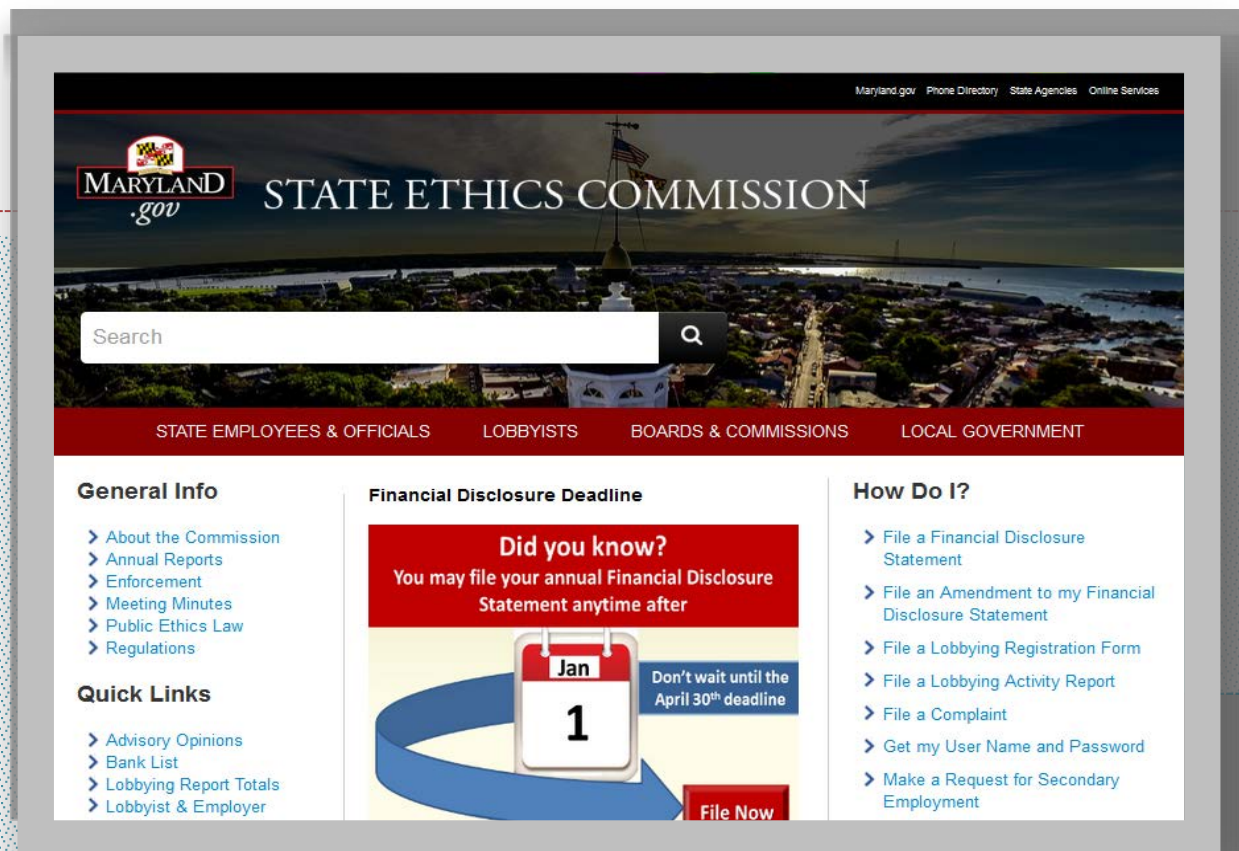 Maryland.gov Phone Directory State Agencies Online Services
MARYLAND
.gov
STATE ETHICS COMMISSION
Search
STATE EMPLOYEES & OFFICIALS LOBBYISTS BOARDS & COMMISSIONS LOCAL GOVERNMENT
General Info
About the Commission
Annual Reports
Enforcement
Meeting Minutes
Public Ethics Law
Regulations
Quick Links
Advisory Opinions
Bank List
Lobbying Report Totals
Lobbyist & Employer
Financial Disclosure Deadline
Did you know?
You may file your annual Financial Disclosure
Statement anytime after
Jan
1
Don't wait until the
April 30th deadline
File Now
How Do I?
File a Financial Disclosure
Statement
File an Amendment to my Financial
Disclosure Statement
File a Lobbying Registration Form
File a Lobbying Activity Report
File a Complaint
Get my User Name and Password
Make a Request for Secondary
Employment